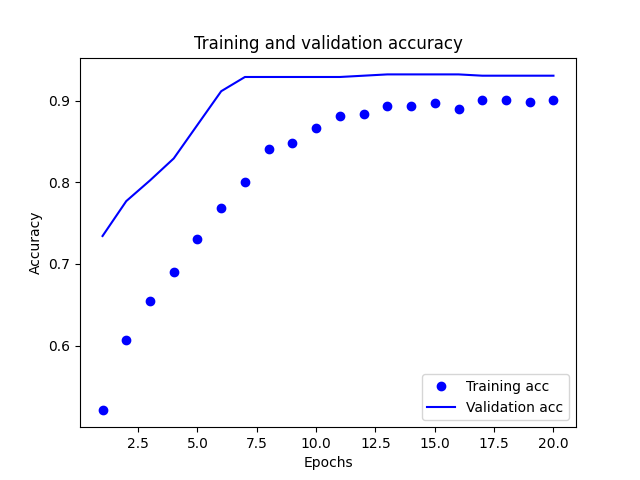 Training and validation accuracy
Accuracy
0.9
0.8
0.7
0.6
Training acc
Validation acc
2.5 5.0 7.5 10.0 12.5 15.0 17.5 20.0
Epochs